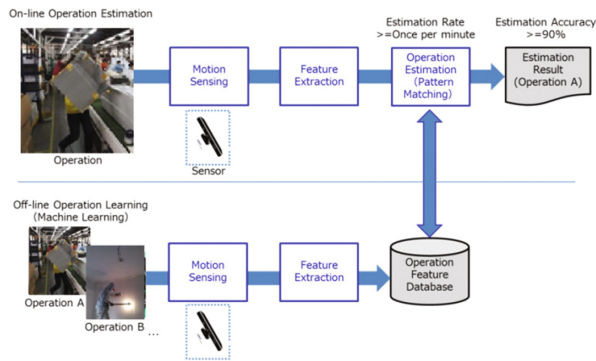 On-line Operation Estimation
Estimation Rate
>=Once per minute
Estimation Accuracy
>=90%
Motion
Sensing
Feature
Extraction
Operation
Estimation
(Pattern
Matching)
Estimation
Result
(Operation A)
Operation
Sensor
Off-line Operation Learning
(Machine Learning)
Motion
Sensing
Feature
Extraction
Operation
Feature
Database
Operation A
Operation B
...